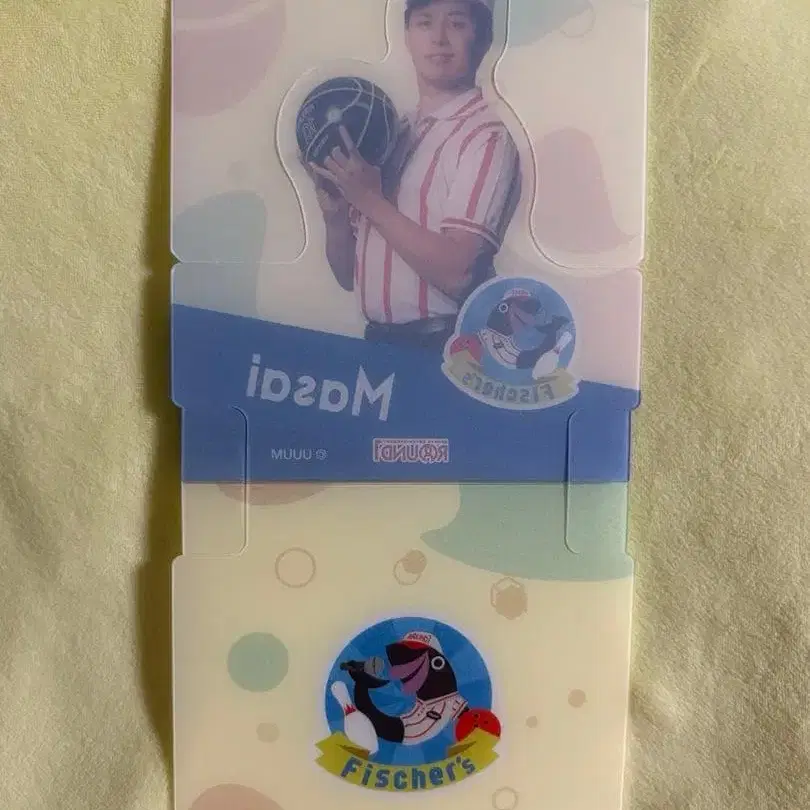 Fischer's
Masai
© UUUM
ROUND1
Fischer's